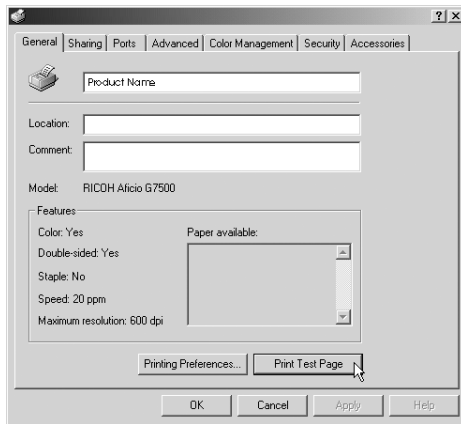 ? x
General Sharing Ports Advanced Color Management Security Accessories
Product Name
Location:
Comment:
Model: RICOH Aficio G7500
Features
Color: Yes Paper available:
Double-sided: Yes
Staple: No
Speed: 20 ppm
Maximum resolution: 600 dpi
Printing Preferences... Print Test Page
OK Cancel Apply Help